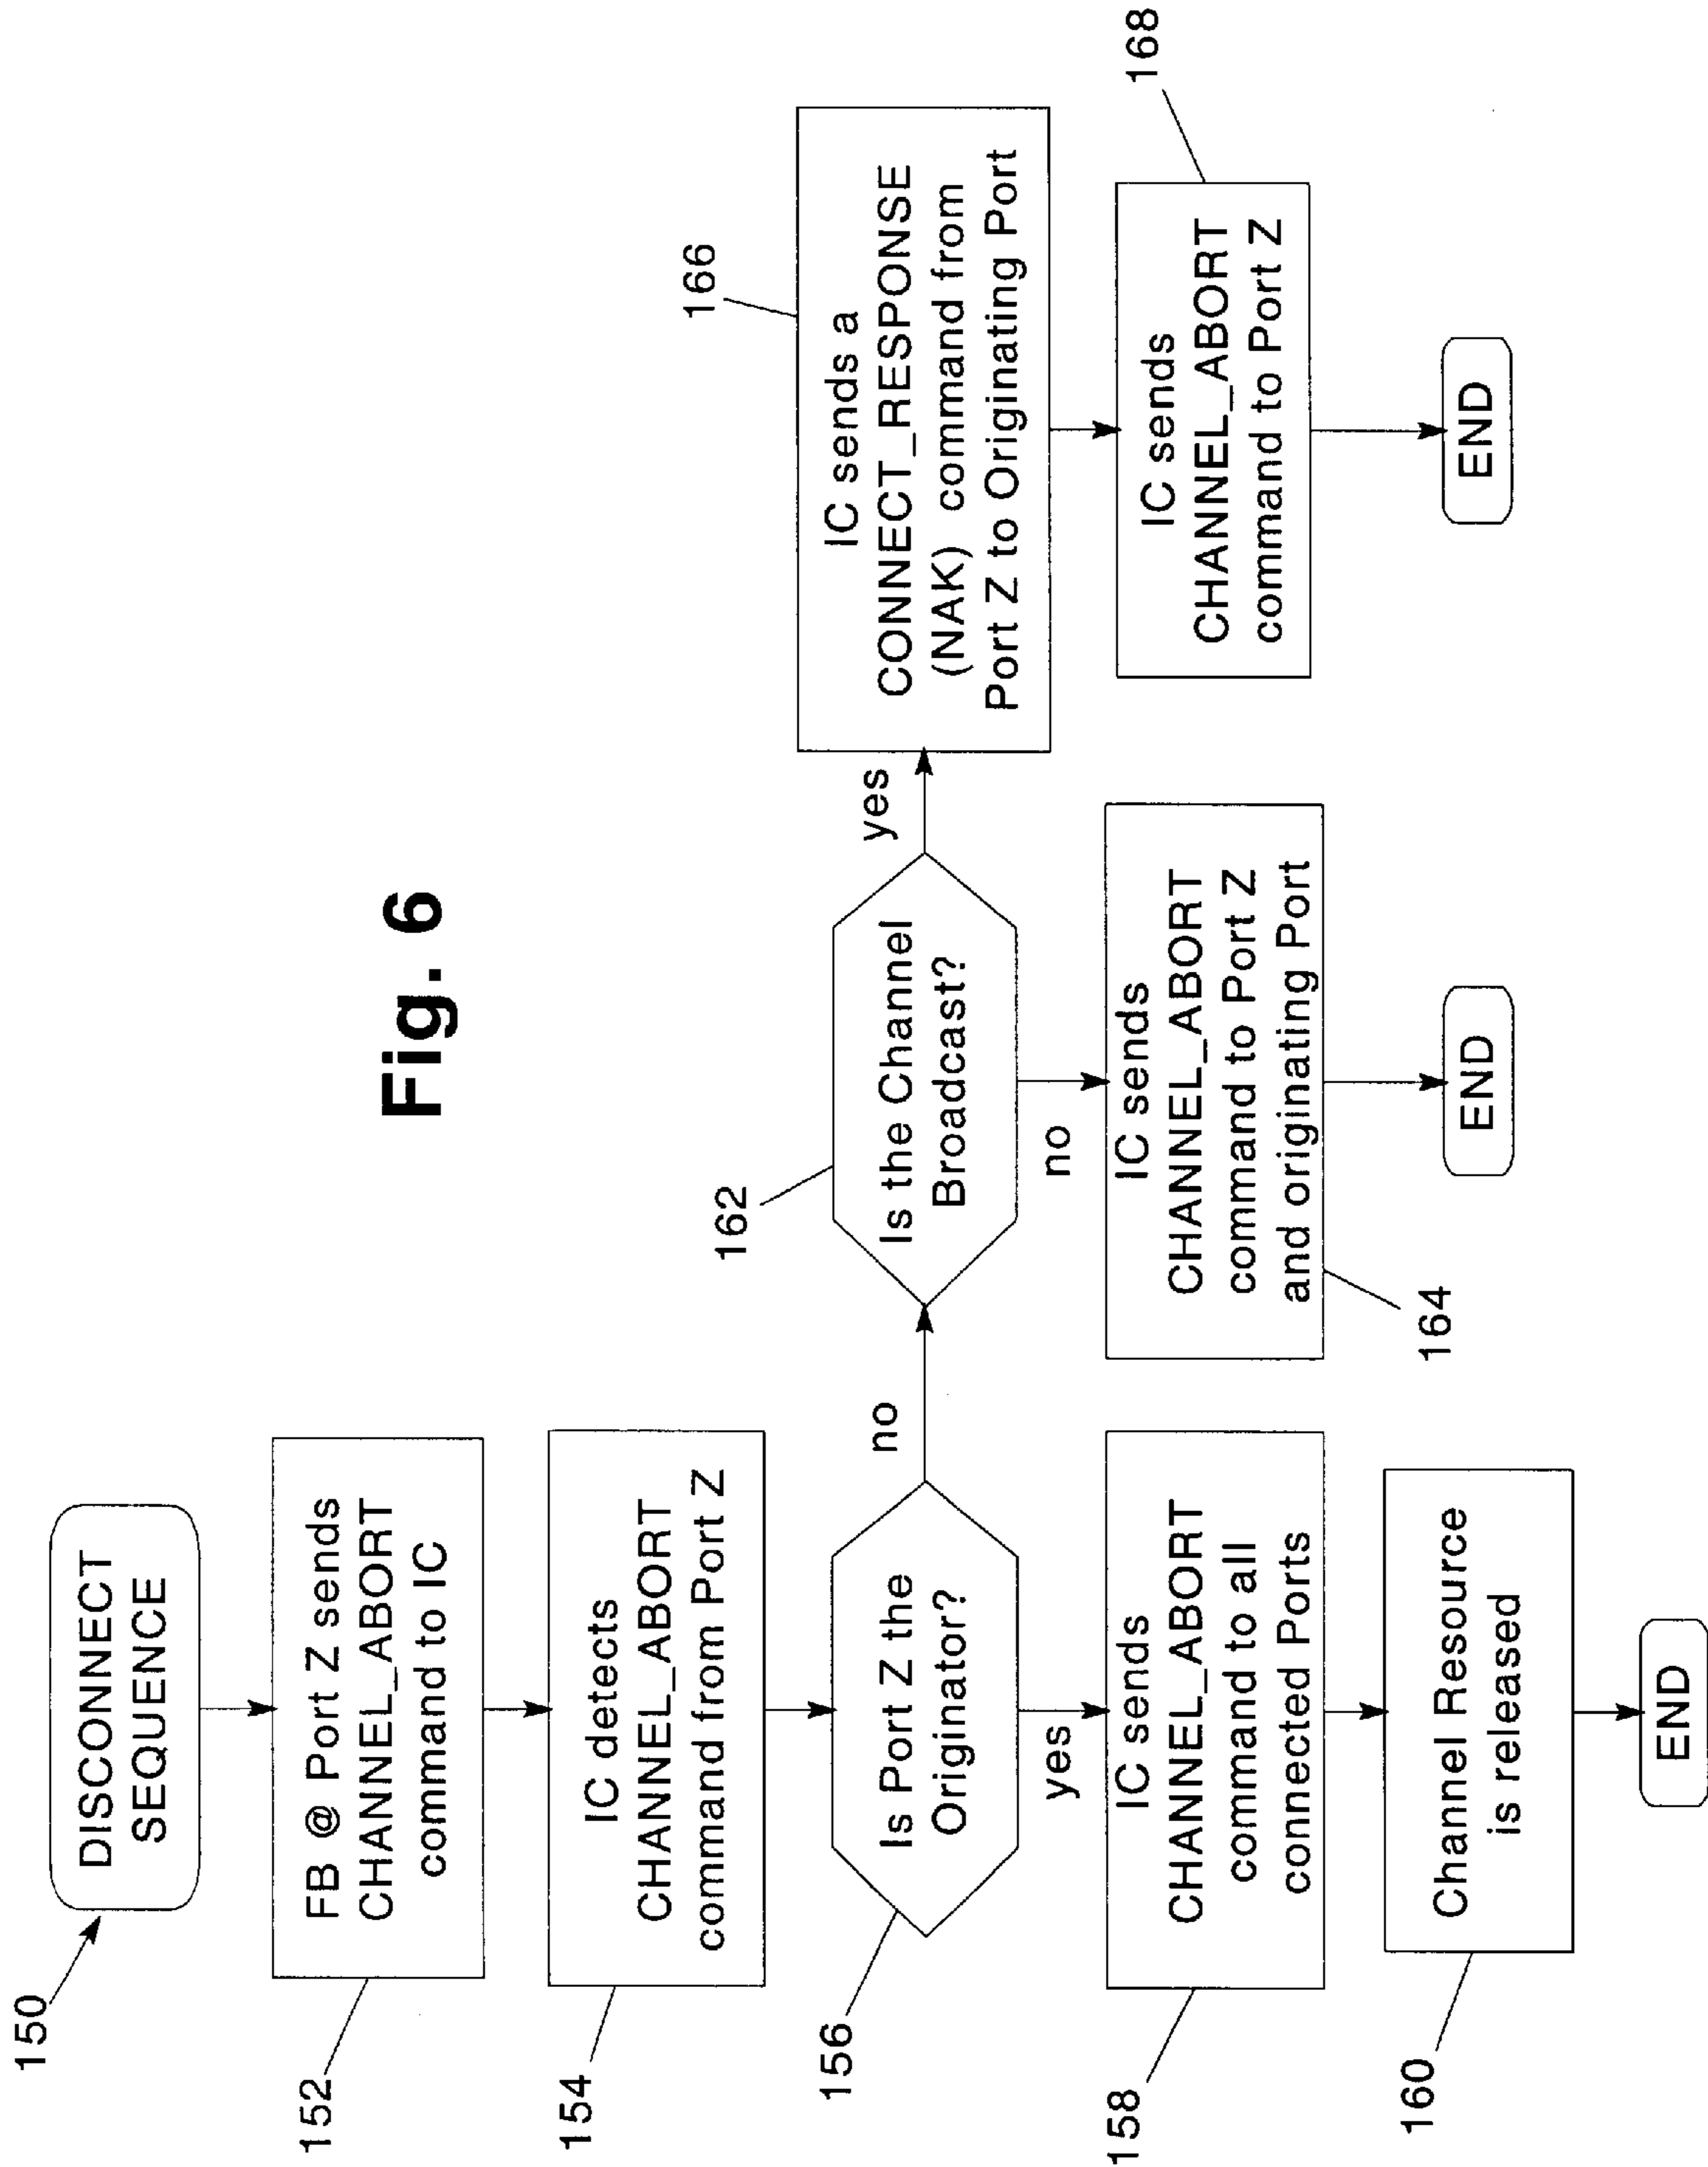 Fig. 6
150
DISCONNECT
SEQUENCE
152
FB @ Port Z sends
CHANNEL_ABORT
command to IC
154
IC detects
CHANNEL_ABORT
command from Port Z
156
Is Port Z the
Originator?
no
yes
158
IC sends
CHANNEL_ABORT
command to all
connected Ports
160
Channel Resource
is released
END
162
Is the Channel
Broadcast?
yes
no
IC sends
CHANNEL_ABORT
command to Port Z
and originating Port
164
END
166
IC sends a
CONNECT_RESPONSE
(NAK) command from
Port Z to Originating Port
168
IC sends
CHANNEL_ABORT
command to Port Z
END